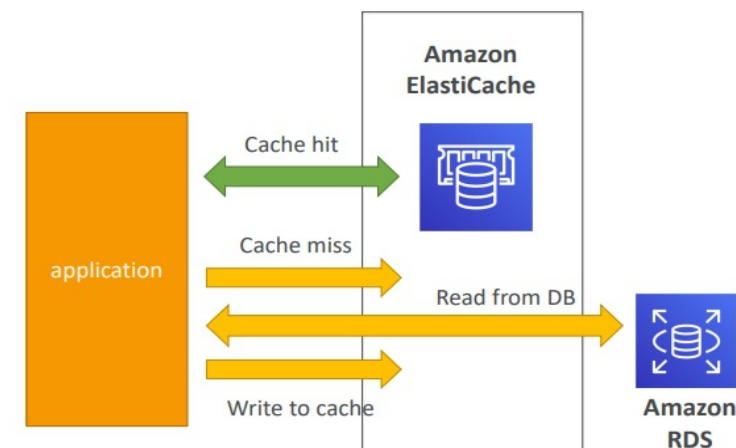 Amazon
ElastiCache
Cache hit
Cache miss
application
Read from DB
Write to cache
Amazon
RDS